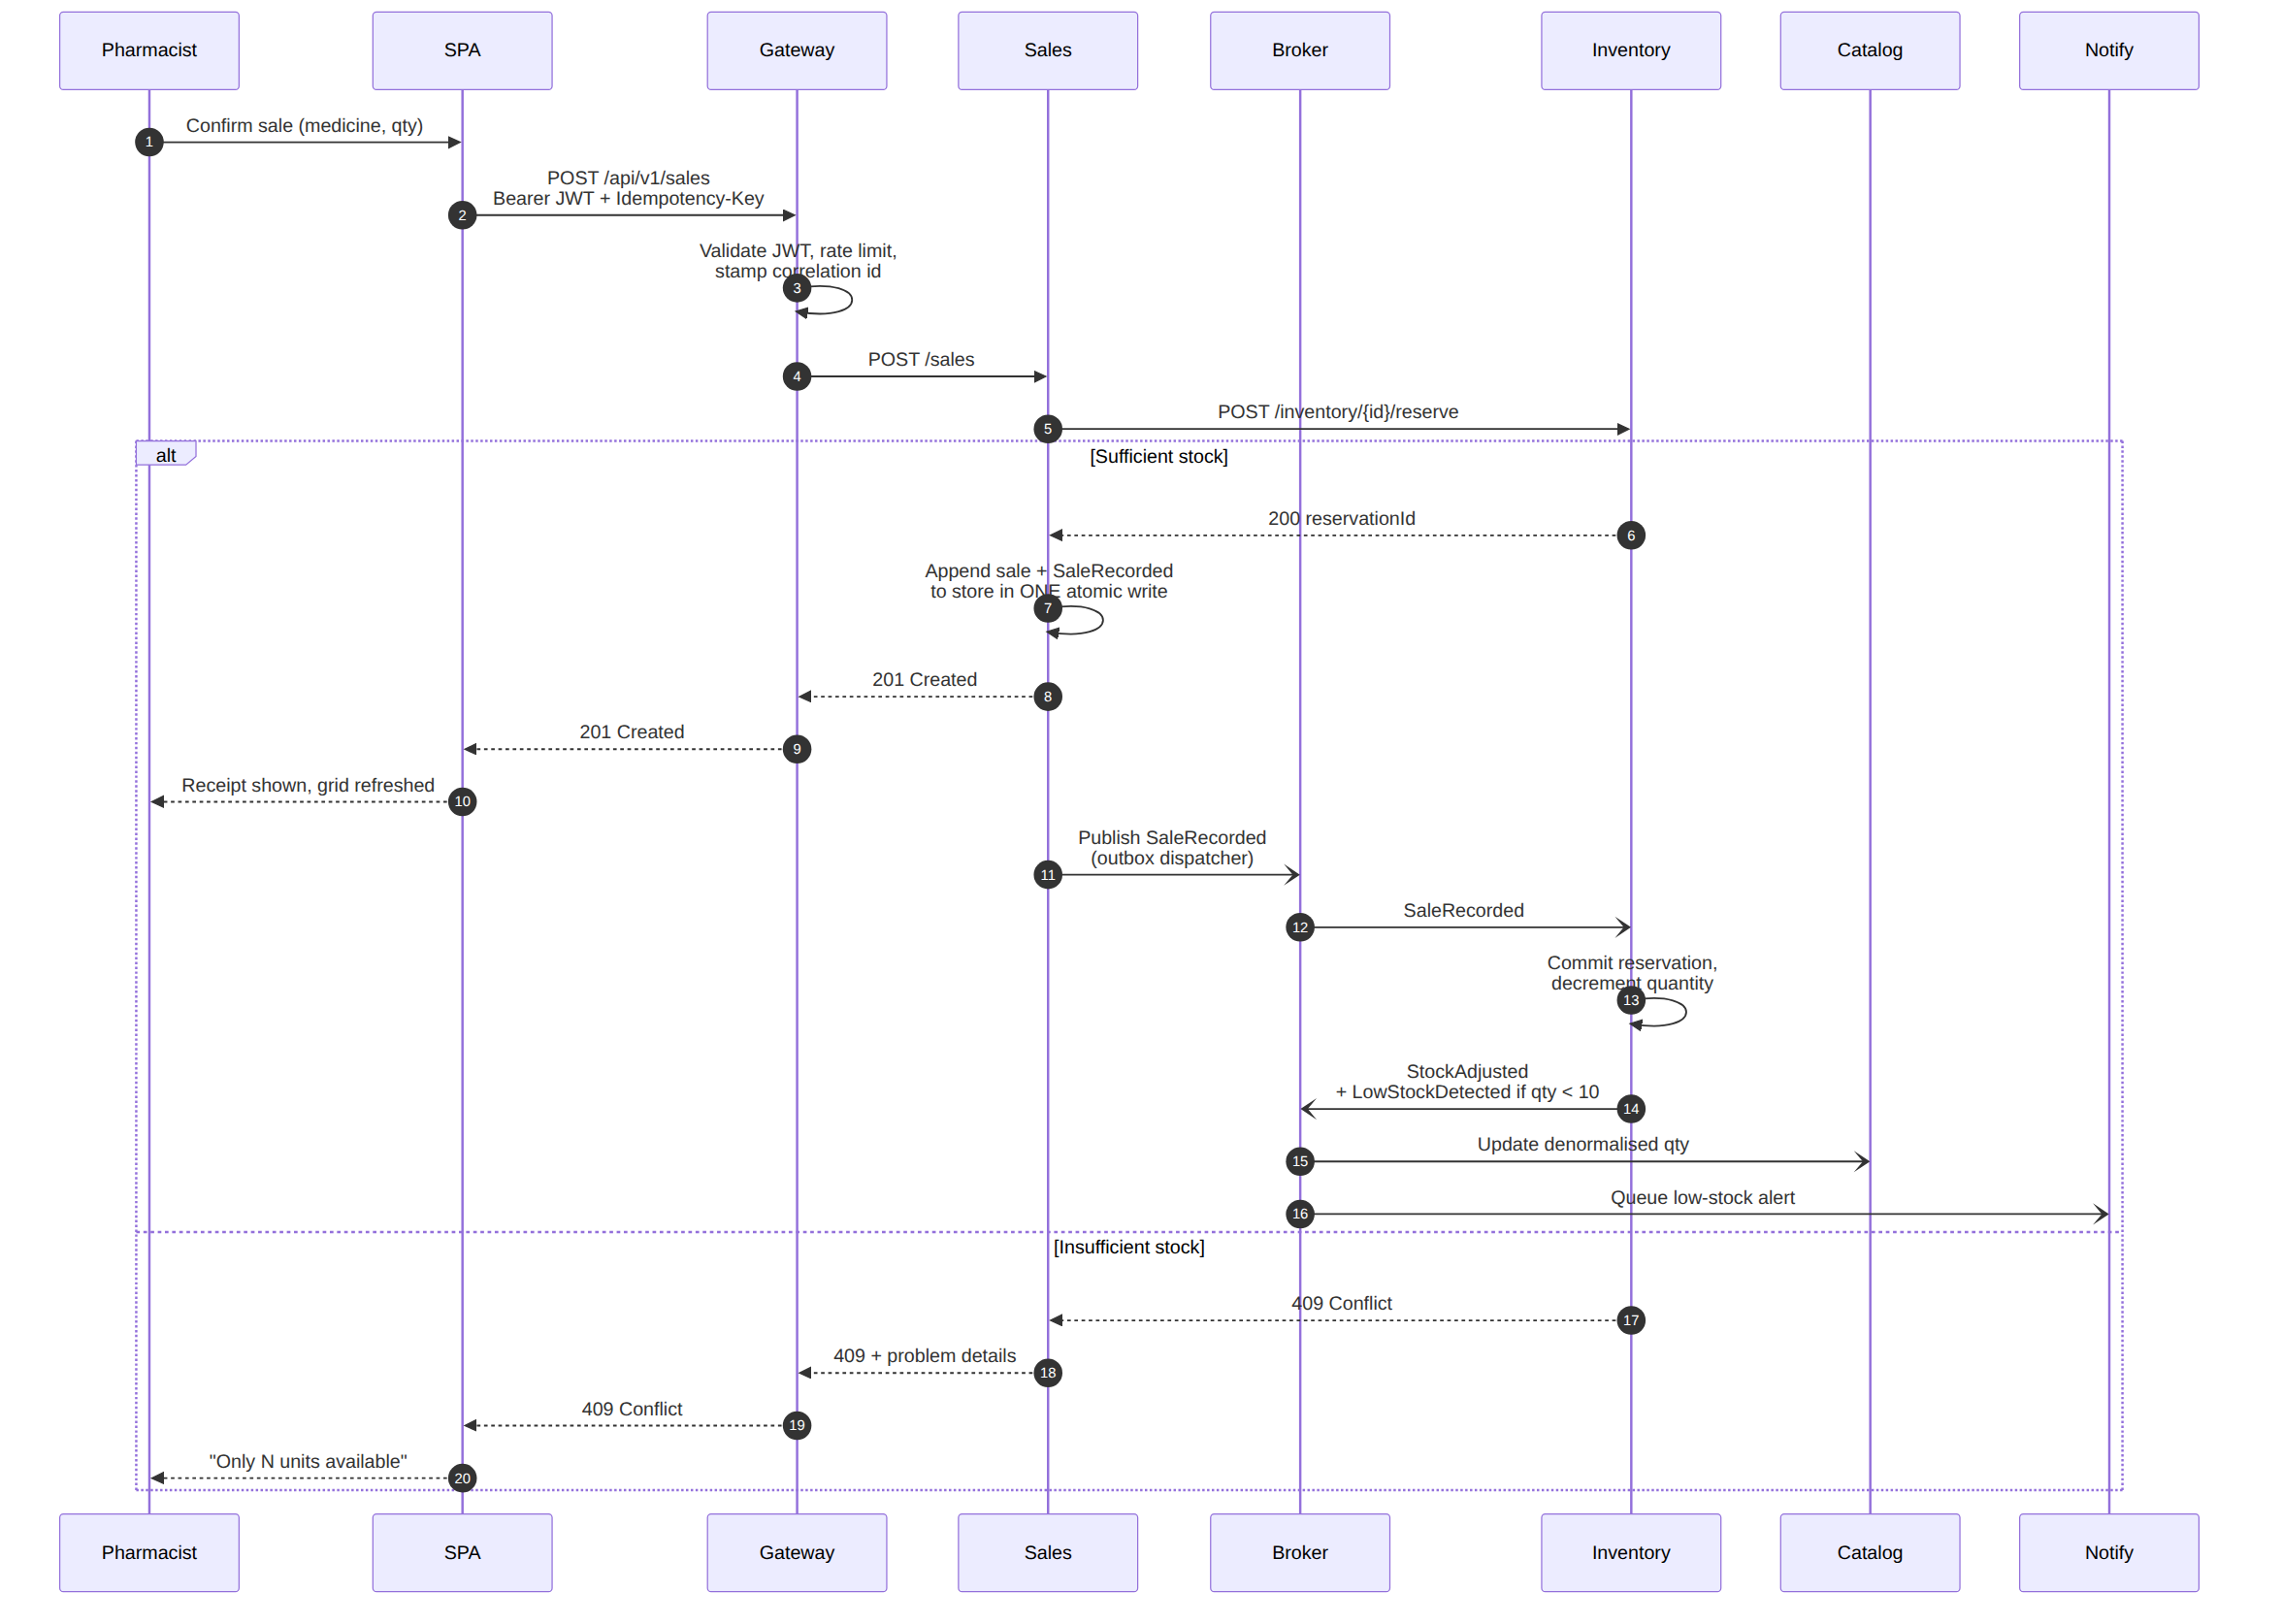 Pharmacist
SPA
Gateway
Sales
Broker
Inventory
Catalog
Notify
1
Confirm sale (medicine, qty)
POST /api/v1/sales
Bearer JWT + Idempotency-Key
2
Validate JWT, rate limit,
stamp correlation id
3
POST /sales
4
POST /inventory/{id}/reserve
5
alt
[Sufficient stock]
200 reservationId
6
Append sale + SaleRecorded
to store in ONE atomic write
7
201 Created
8
201 Created
9
Receipt shown, grid refreshed
10
Publish SaleRecorded
(outbox dispatcher)
11
SaleRecorded
12
Commit reservation,
decrement quantity
13
StockAdjusted
+ LowStockDetected if qty < 10
14
Update denormalised qty
15
Queue low-stock alert
16
[Insufficient stock]
409 Conflict
17
409 + problem details
18
409 Conflict
19
"Only N units available"
20
Pharmacist
SPA
Gateway
Sales
Broker
Inventory
Catalog
Notify